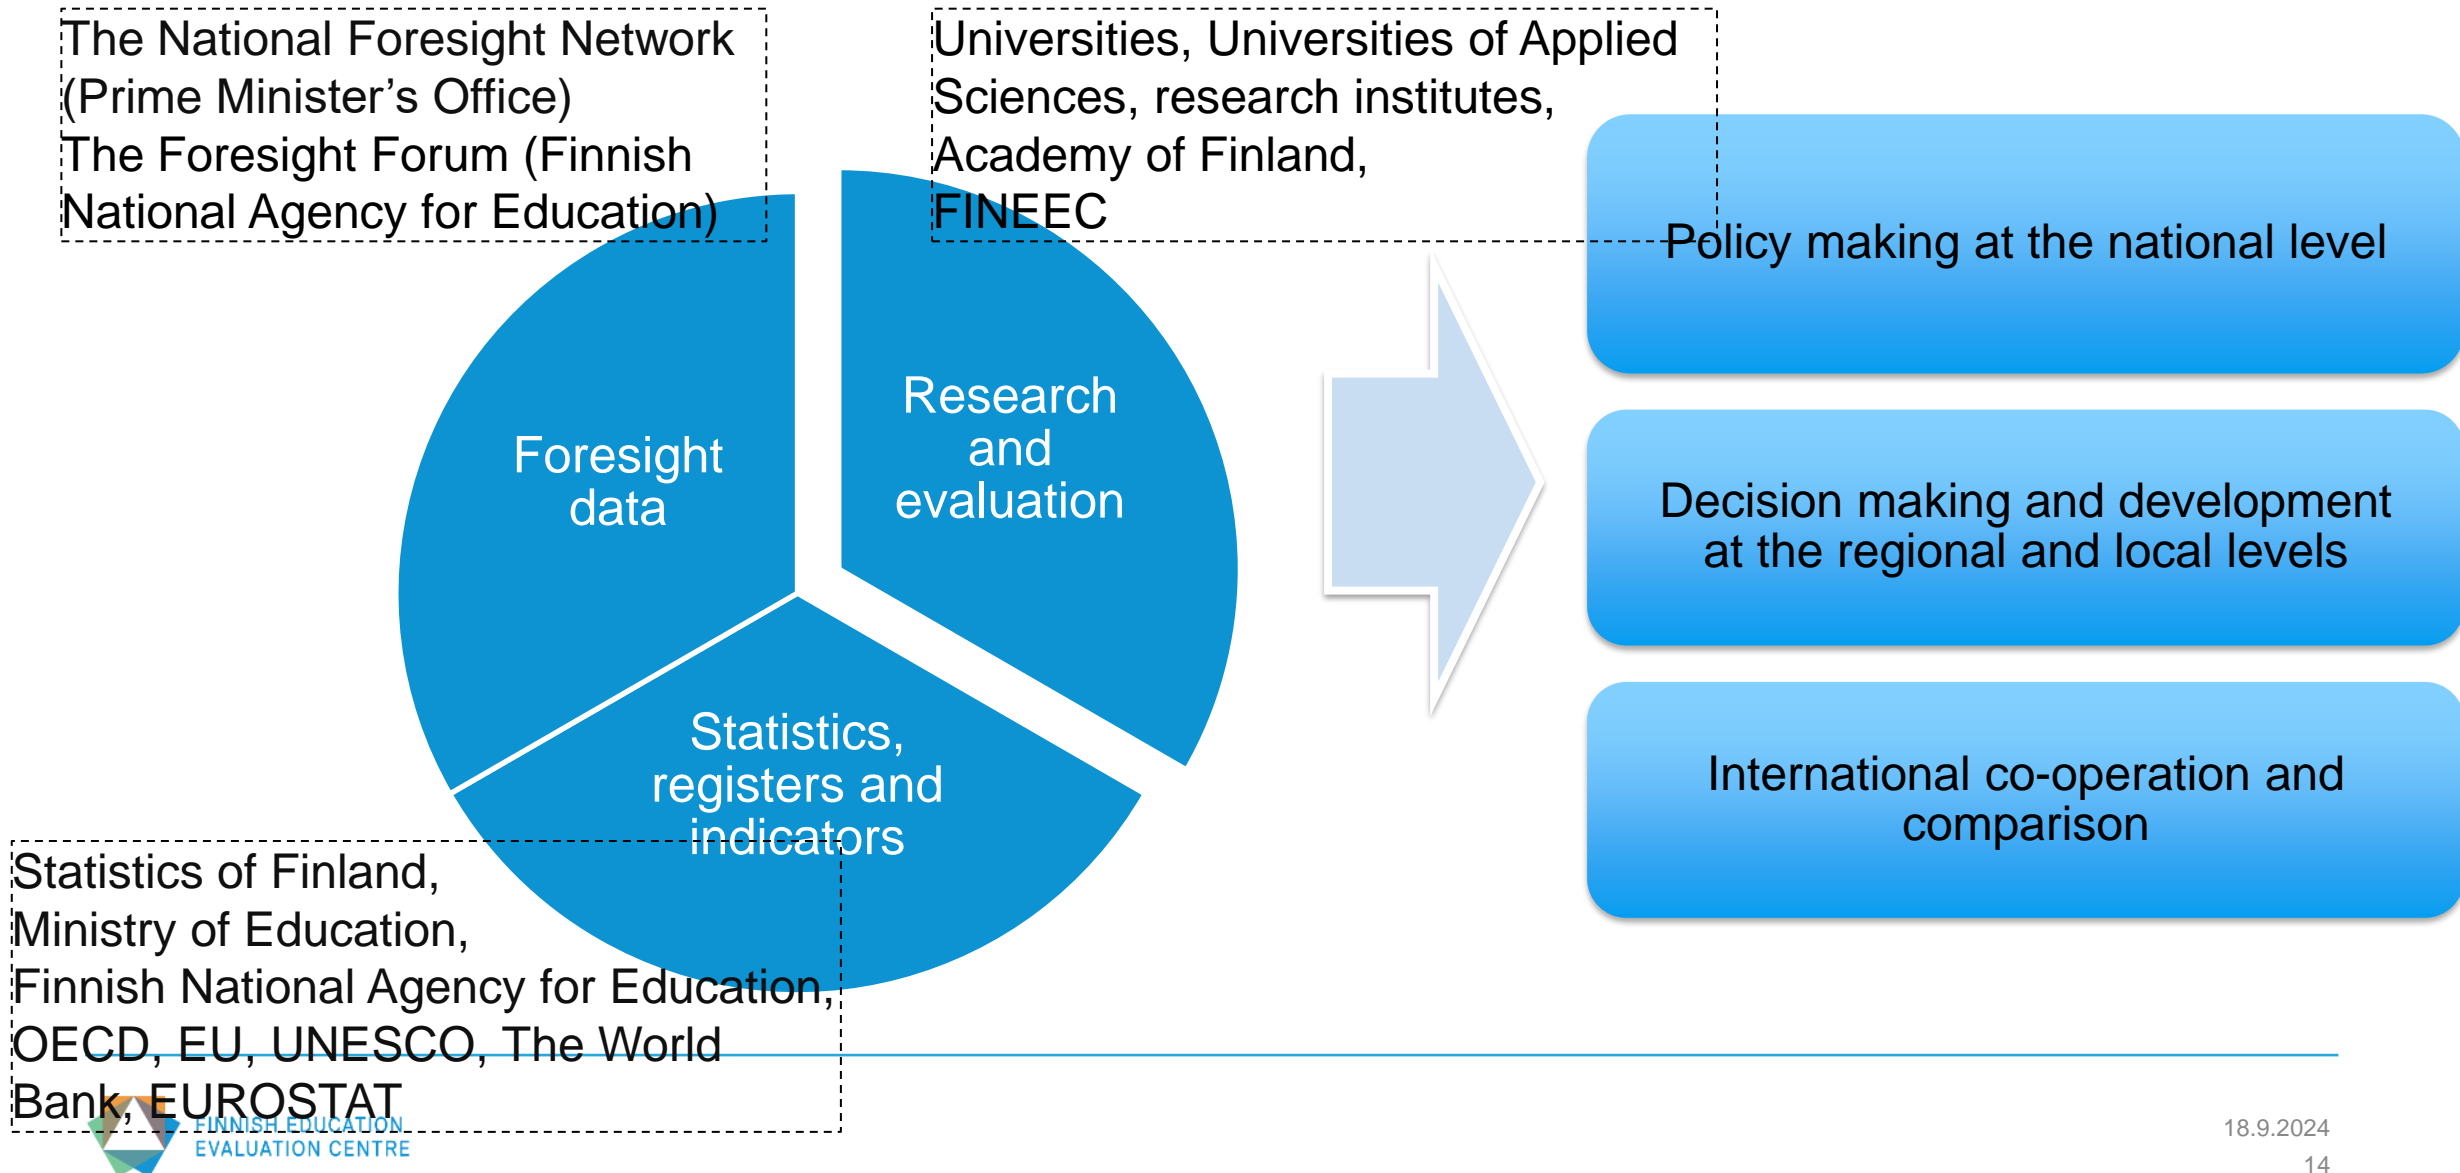 The National Foresight Network
(Prime Minister’s Office)
The Foresight Forum (Finnish
National Agency for Education)
Universities, Universities of Applied
Sciences, research institutes,
Academy of Finland,
FINEEC
Foresight
data
Research
and
evaluation
Statistics,
registers and
indicators
Statistics of Finland,
Ministry of Education,
Finnish National Agency for Education,
OECD, EU, UNESCO, The World
Bank, EUROSTAT
Policy making at the national level
Decision making and development
at the regional and local levels
International co-operation and
comparison
FINNISH EDUCATION
EVALUATION CENTRE
18.9.2024
14